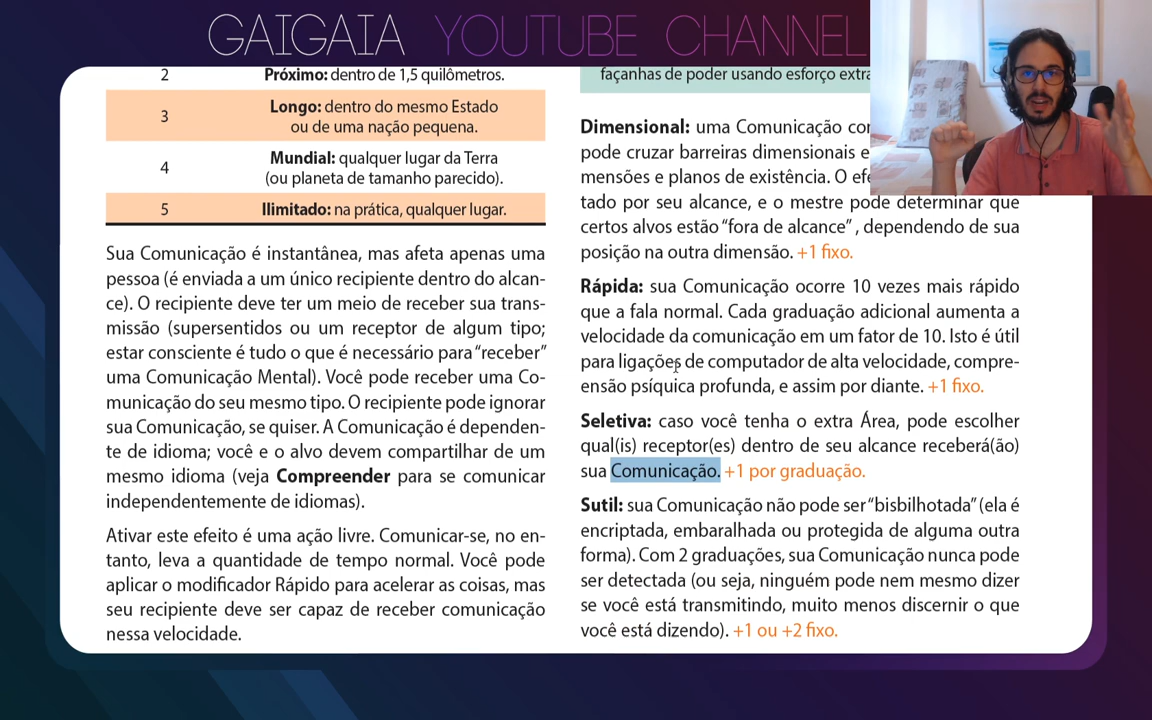 GAIGAIA YOUTUBE CHANNEL
2 Próximo: dentro de 1,5 quilômetros.
3 Longo: dentro do mesmo Estado
ou de uma nação pequena.
4 Mundial: qualquer lugar da Terra
(ou planeta de tamanho parecido).
5 Ilimitado: na prática, qualquer lugar.
Sua Comunicação é instantânea, mas afeta apenas uma
pessoa (é enviada a um único recipiente dentro do alcan-
ce). O recipiente deve ter um meio de receber sua trans-
missão (supersentidos ou um receptor de algum tipo;
estar consciente é tudo o que é necessário para “receber”
uma Comunicação Mental). Você pode receber uma Co-
municação do seu mesmo tipo. O recipiente pode ignorar
sua Comunicação, se quiser. A Comunicação é dependen-
te de idioma; você e o alvo devem compartilhar de um
mesmo idioma (veja Compreender para se comunicar
independentemente de idiomas).
Ativar este efeito é uma ação livre. Comunicar-se, no en-
tanto, leva a quantidade de tempo normal. Você pode
aplicar o modificador Rápido para acelerar as coisas, mas
seu recipiente deve ser capaz de receber comunicação
nessa velocidade.
façanhas de poder usando esforço extra
Dimensional: uma Comunicação
pode cruzar barreiras dimensionais e
mensões e planos de existência. O
tado por seu alcance, e o mestre pode determinar que
certos alvos estão “fora de alcance” , dependendo de sua
posição na outra dimensão. +1 fixo.
Rápida: sua Comunicação ocorre 10 vezes mais rápido
que a fala normal. Cada graduação adicional aumenta a
velocidade da comunicação em um fator de 10. Isto é útil
para ligações de computador de alta velocidade, compre-
ensão psíquica profunda, e assim por diante. +1 fixo.
Seletiva: caso você tenha o extra Área, pode escolher
qual(is) receptor(es) dentro de seu alcance receberá(ão)
sua Comunicação. +1 por graduação.
Sutil: sua Comunicação não pode ser “bisbilhotada” (ela é
encriptada, embaralhada ou protegida de alguma outra
forma). Com 2 graduações, sua Comunicação nunca pode
ser detectada (ou seja, ninguém pode nem mesmo dizer
se você está transmitindo, muito menos discernir o que
você está dizendo). +1 ou +2 fixo.